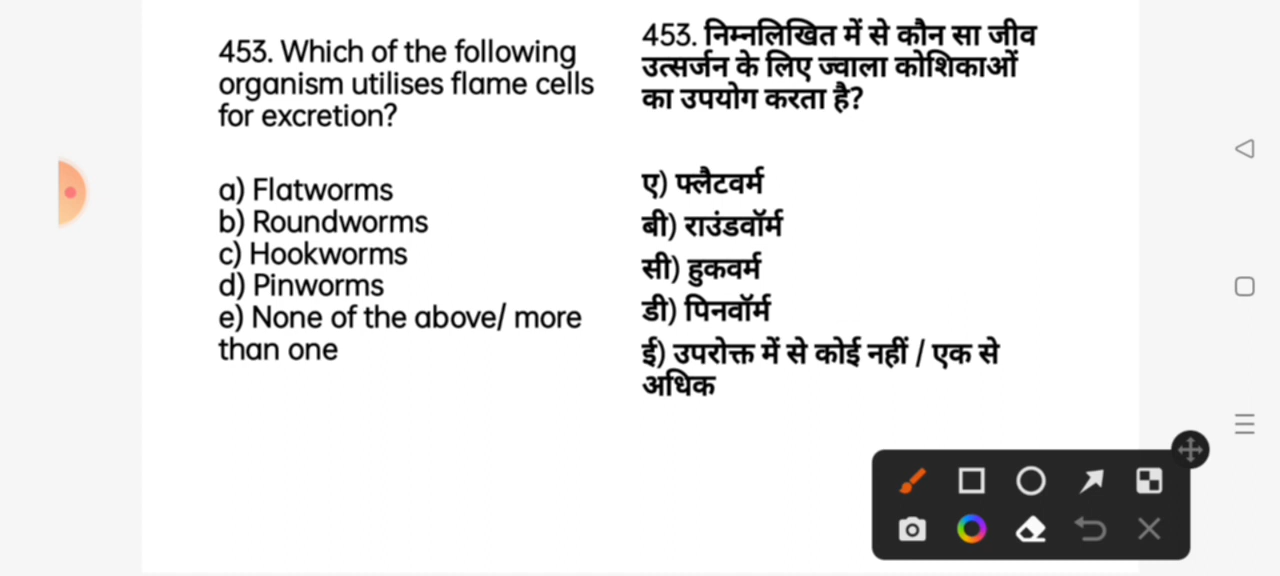 453. Which of the following
organism utilises flame cells
for excretion?
a) Flatworms
b) Roundworms
c) Hookworms
d) Pinworms
e) None of the above/ more
than one
453. निम्नलिखित में से कौन सा जीव
उत्सर्जन के लिए ज्वाला कोशिकाओं
का उपयोग करता है?
ए) फ्लैटवर्म
बी) राउंडवॉर्म
सी) हुकवर्म
डी) पिनवॉर्म
ई) उपरोक्त में से कोई नहीं / एक से
अधिक